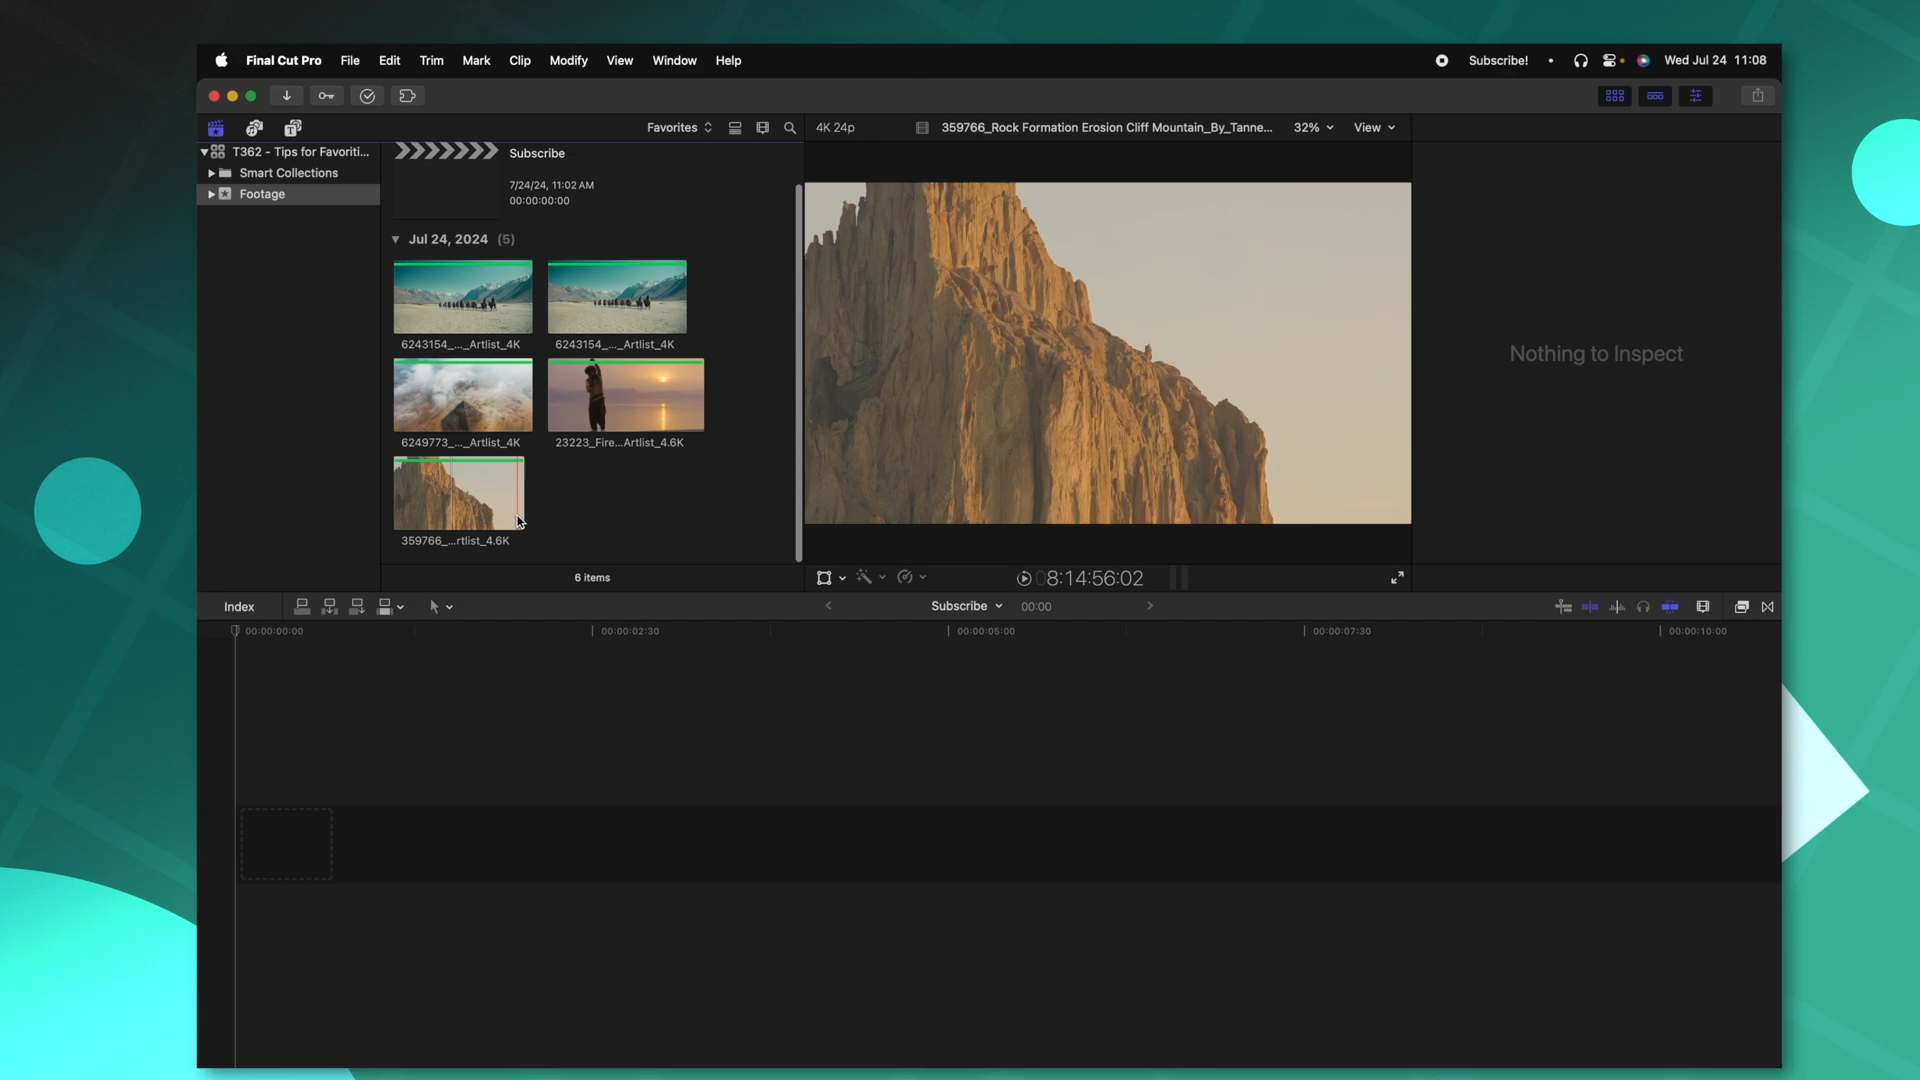 Final Cut Pro File Edit Trim Mark Clip Modify View Window Help Subscribe! Wed Jul 24 11:08
Favorites 4K 24p 359766_Rock Formation Erosion Cliff Mountain_By_Tanne... 32% View
T362 - Tips for Favoriti...
Smart Collections
Footage
Subscribe
7/24/24, 11:02 AM
00:00:00:00
Jul 24, 2024 (5)
6243154_..._Artlist_4K 6243154_..._Artlist_4K
6249773_..._Artlist_4K 23223_Fire...Artlist_4.6K
359766_...rtlist_4.6K
6 items
Nothing to Inspect
08:14:56:02
Index Subscribe 00:00
00:00:00:00 00:00:02:30 00:00:05:00 00:00:07:30 00:00:10:00